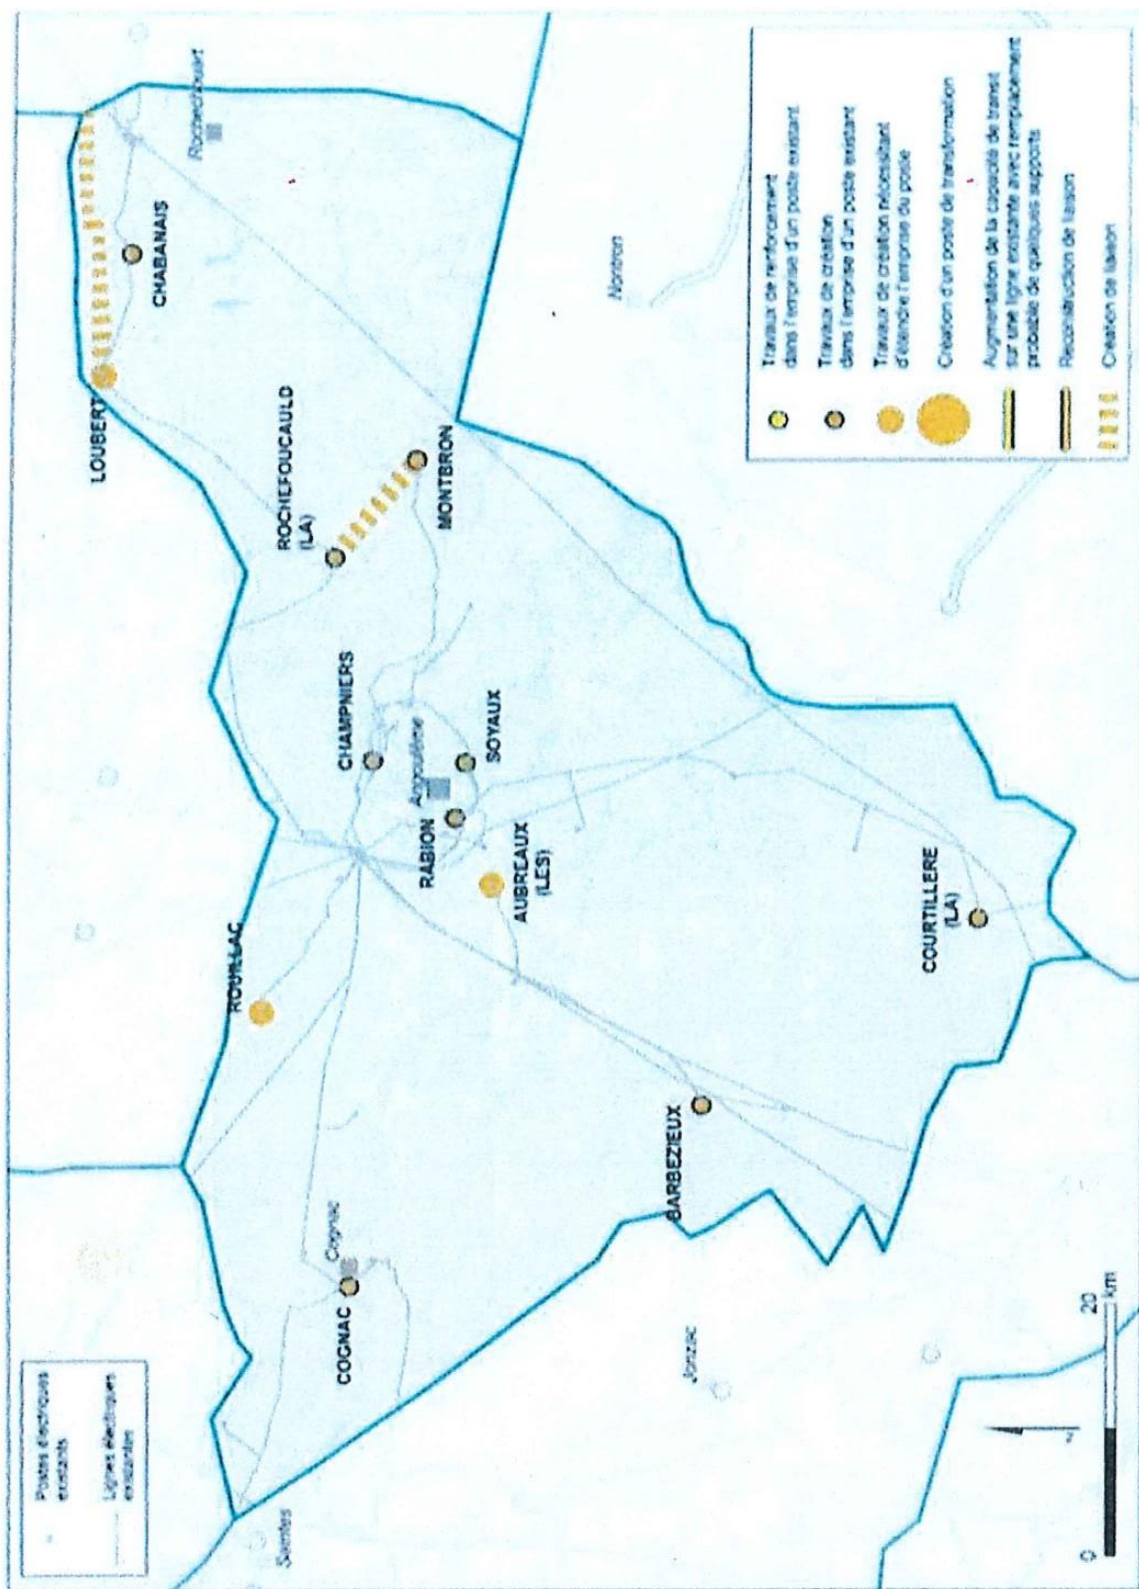 Postes électriques
existants
Lignes électriques
existantes
Saintes
COGNAC
Cognac
ROUILLAC
BARBEZIEUX
Jonzac
AUBREAUX
(LES)
RABION
Angoulême
CHAMPNIERS
SOYAUX
COURTILLERE
(LA)
ROCHEFOUCAULD
(LA)
MONTBRON
LOUBERT
CHABANAIS
Rochechouart
Nontron
0
20
km
Travaux de renforcement
dans l'emprise d'un poste existant
Travaux de création
dans l'emprise d'un poste existant
Travaux de création nécessitant
d'étendre l'emprise du poste
Création d'un poste de transformation
Augmentation de la capacité de transit
sur une ligne existante avec remplacement
probable de quelques supports
Reconstruction de liaison
Création de liaison